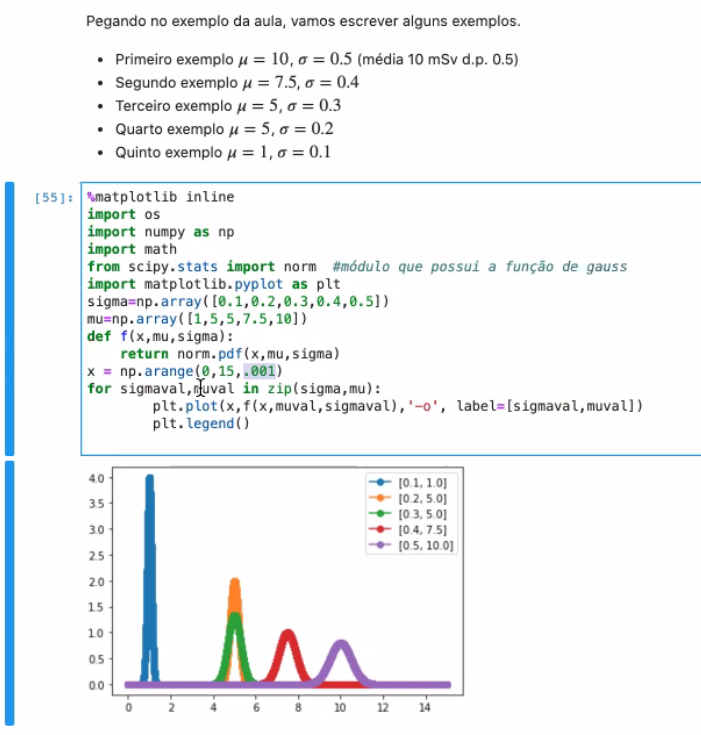 Pegando no exemplo da aula, vamos escrever alguns exemplos.
• Primeiro exemplo μ = 10, σ = 0.5 (média 10 mSv d.p. 0.5)
• Segundo exemplo μ = 7.5, σ = 0.4
• Terceiro exemplo μ = 5, σ = 0.3
• Quarto exemplo μ = 5, σ = 0.2
• Quinto exemplo μ = 1, σ = 0.1
[55]:
%matplotlib inline
import os
import numpy as np
import math
from scipy.stats import norm  #módulo que possui a função de gauss
import matplotlib.pyplot as plt
sigma=np.array([0.1,0.2,0.3,0.4,0.5])
mu=np.array([1,5,5,7.5,10])
def f(x,mu,sigma):
    return norm.pdf(x,mu,sigma)
x = np.arange(0,15,.001)
for sigmaval,muval in zip(sigma,mu):
        plt.plot(x,f(x,muval,sigmaval),'-o', label=[sigmaval,muval])
        plt.legend()
4.0
3.5
3.0
2.5
2.0
1.5
1.0
0.5
0.0
[0.1, 1.0]
[0.2, 5.0]
[0.3, 5.0]
[0.4, 7.5]
[0.5, 10.0]
0 2 4 6 8 10 12 14